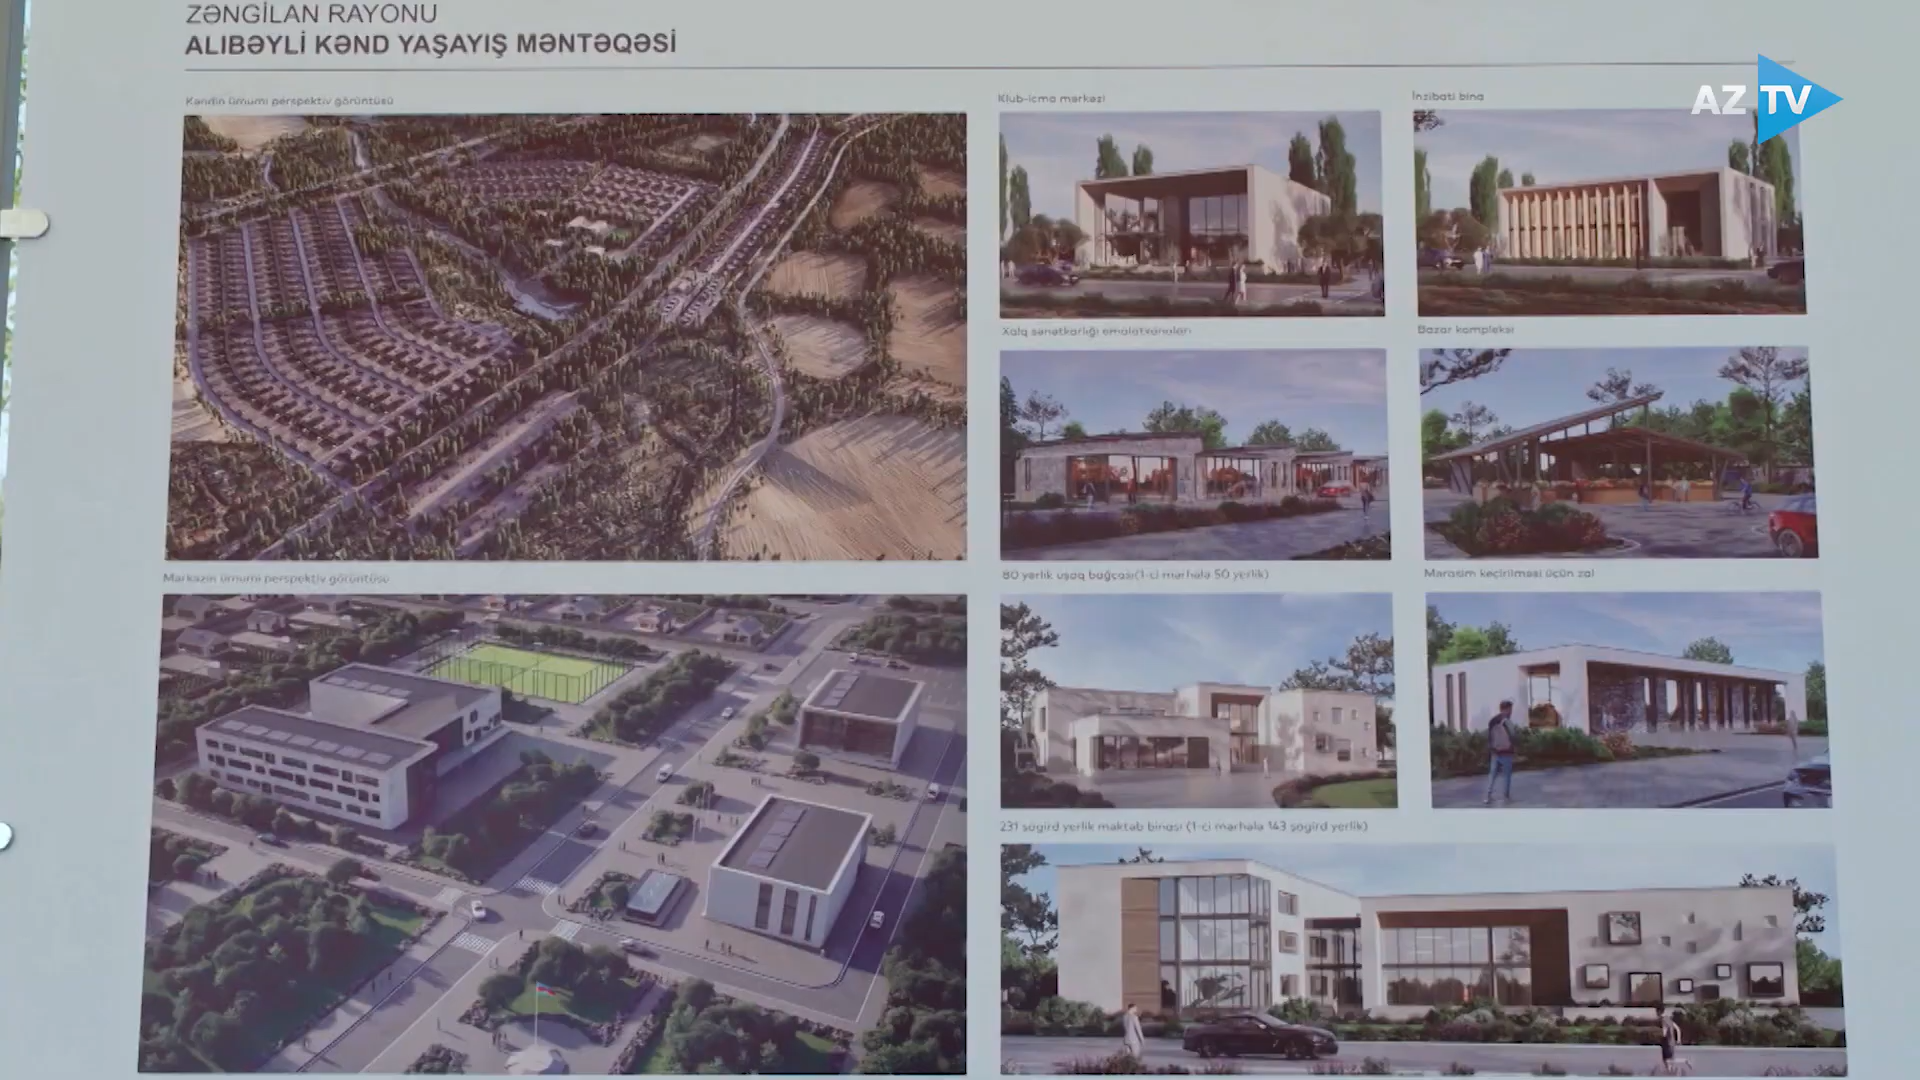 ZƏNGİLAN RAYONU
ALIBƏYLİ KƏND YAŞAYIŞ MƏNTƏQƏSİ
AZTV
Kəndin ümumi perspektiv görüntüsü
Klub-icma mərkəzi
İnzibati bina
Xalq sənətkarlığı emalatxanaları
Bazar kompleksi
Mərkəzin ümumi perspektiv görüntüsü
80 yerlik uşaq bağçası(1-ci mərhələ 50 yerlik)
Mərasim keçirilməsi üçün zal
231 şagird yerlik məktəb binası (1-ci mərhələ 143 şagird yerlik)